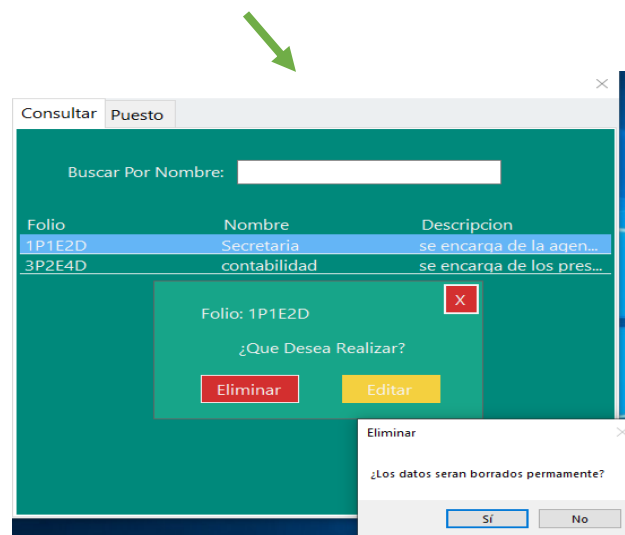 Consultar Puesto
Buscar Por Nombre:
Folio Nombre Descripcion
1P1E2D Secretaria se encarga de la agen...
3P2E4D contabilidad se encarga de los pres...
X
Folio: 1P1E2D
¿Que Desea Realizar?
Eliminar Editar
Eliminar
¿Los datos seran borrados permamente?
Sí No